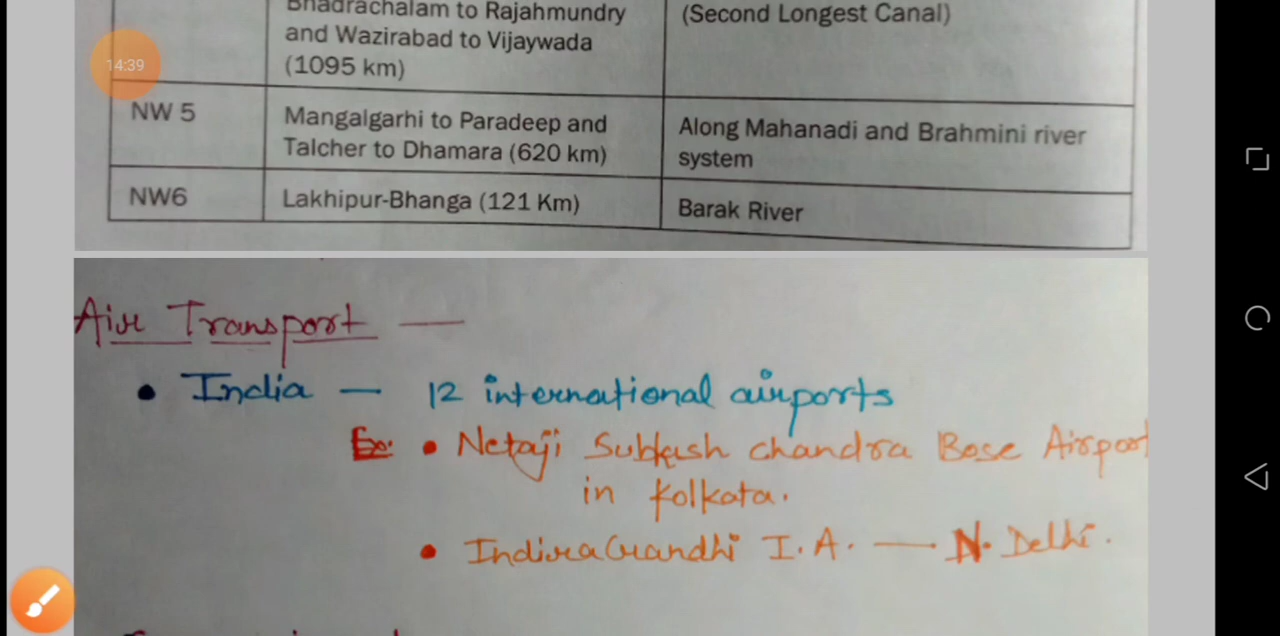 Bhadrachalam to Rajahmundry
and Wazirabad to Vijaywada
(1095 km)
(Second Longest Canal)
14:39
NW 5
Mangalgarhi to Paradeep and
Talcher to Dhamara (620 km)
Along Mahanadi and Brahmini river
system
NW6
Lakhipur-Bhanga (121 Km)
Barak River
Air Transport —
• India — 12 international airports
Ex: • Netaji Subhash chandra Bose Airport
in Kolkata.
• Indira Gandhi I.A. — N. Delhi.